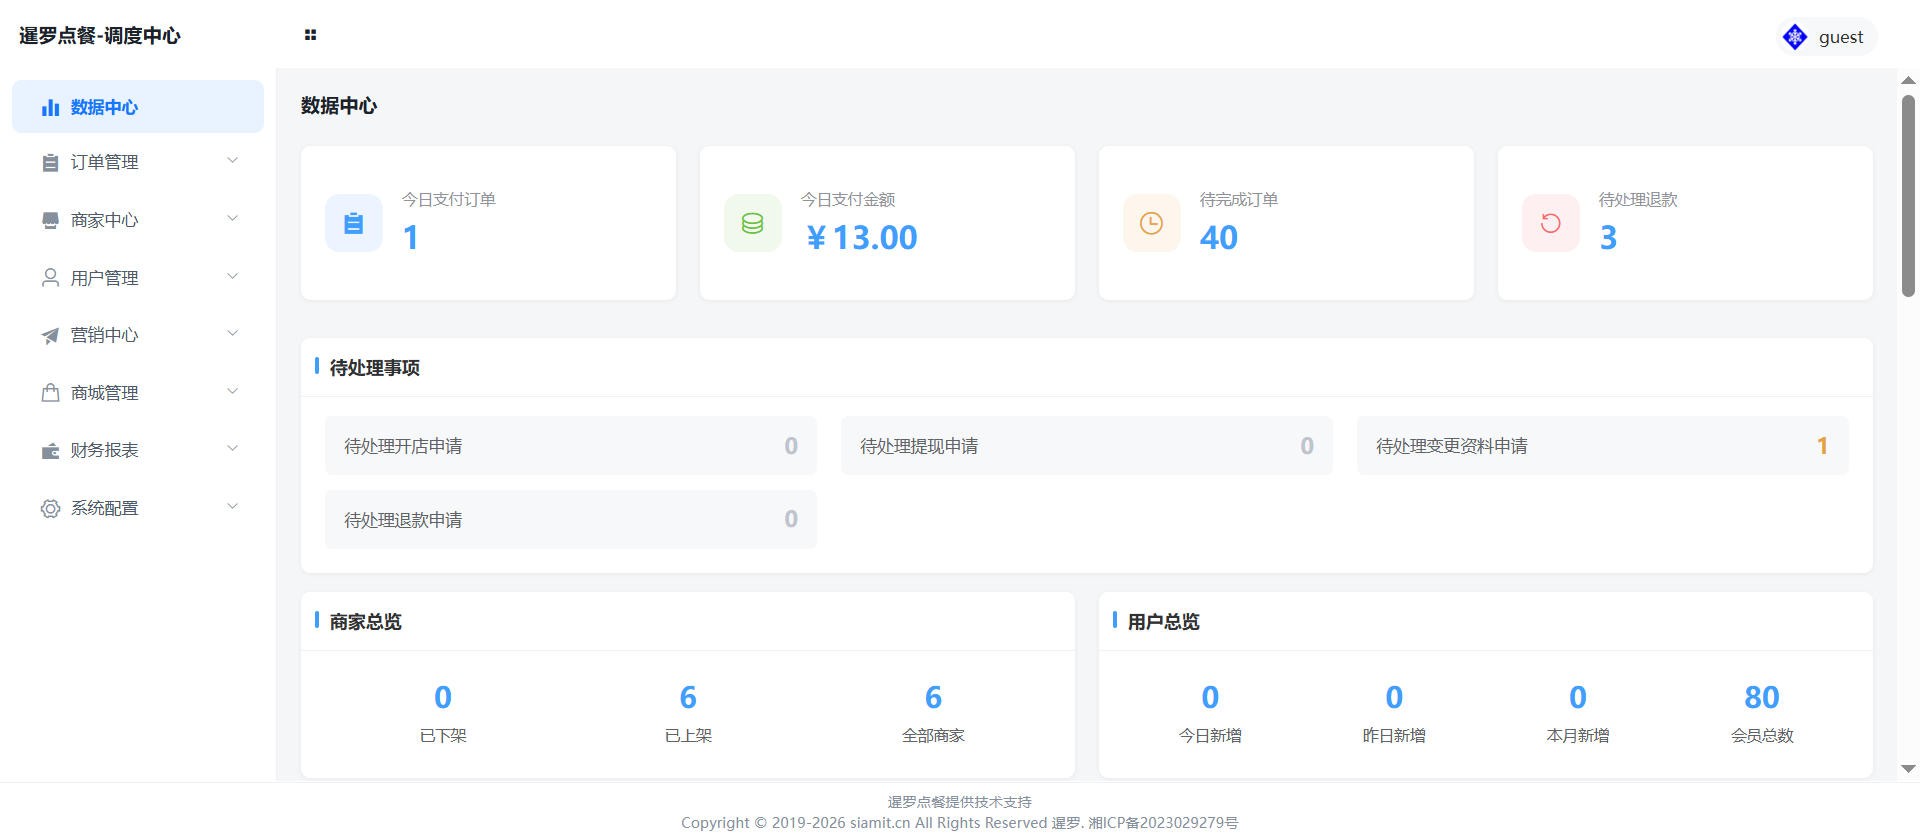 暹罗点餐-调度中心
guest
数据中心
订单管理
商家中心
用户管理
营销中心
商城管理
财务报表
系统配置
数据中心
今日支付订单
1
今日支付金额
¥13.00
待完成订单
40
待处理退款
3
待处理事项
待处理开店申请 0
待处理提现申请 0
待处理变更资料申请 1
待处理退款申请 0
商家总览
0 6 6
已下架 已上架 全部商家
用户总览
0 0 0 80
今日新增 昨日新增 本月新增 会员总数
暹罗点餐提供技术支持
Copyright © 2019-2026 siamit.cn All Rights Reserved 暹罗. 湘ICP备2023029279号